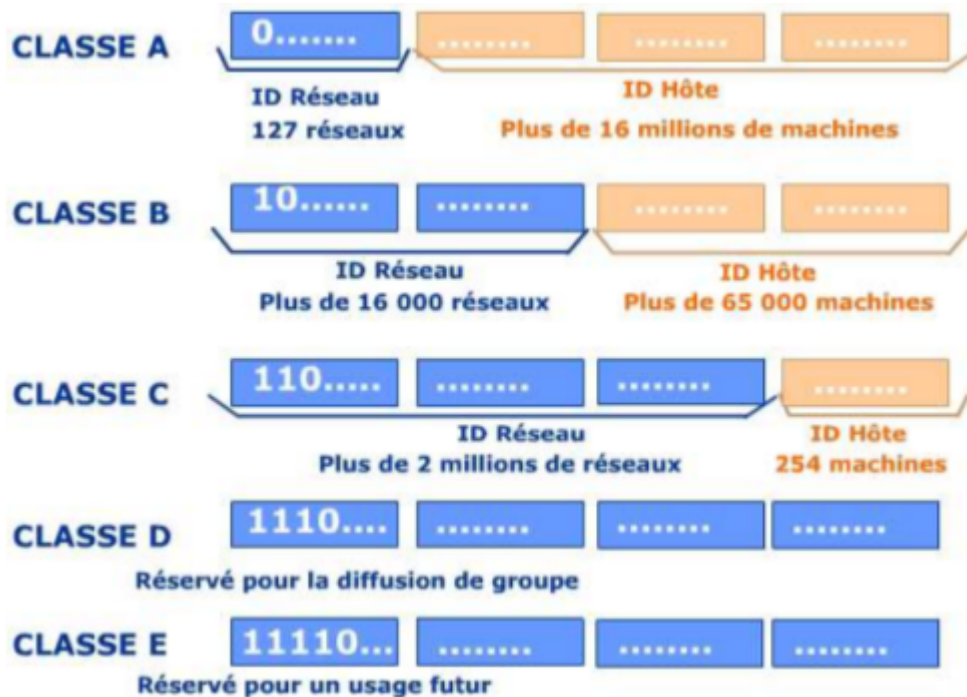 CLASSE A
0....... ........ ........ ........
ID Réseau
127 réseaux
ID Hôte
Plus de 16 millions de machines
CLASSE B
10...... ........ ........ ........
ID Réseau
Plus de 16 000 réseaux
ID Hôte
Plus de 65 000 machines
CLASSE C
110..... ........ ........ ........
ID Réseau
Plus de 2 millions de réseaux
ID Hôte
254 machines
CLASSE D
1110.... ........ ........ ........
Réservé pour la diffusion de groupe
CLASSE E
11110... ........ ........ ........
Réservé pour un usage futur